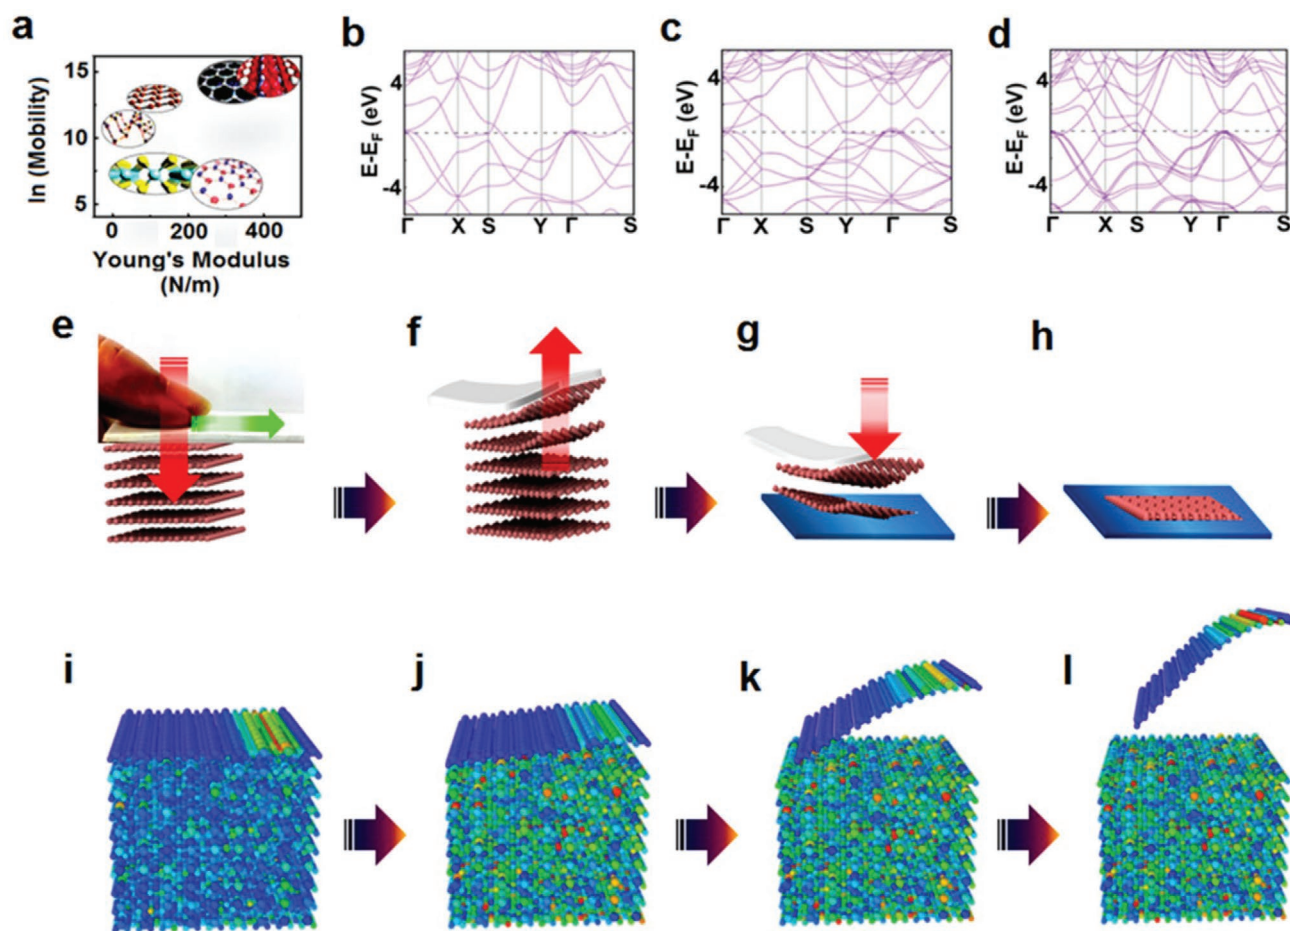 a
b
c
d
ln (Mobility)
15
10
5
0
200
400
Young's Modulus
(N/m)
E-E_F (eV)
4
-4
Γ X S Y Γ S
E-E_F (eV)
4
-4
Γ X S Y Γ S
E-E_F (eV)
4
-4
Γ X S Y Γ S
e
f
g
h
i
j
k
l